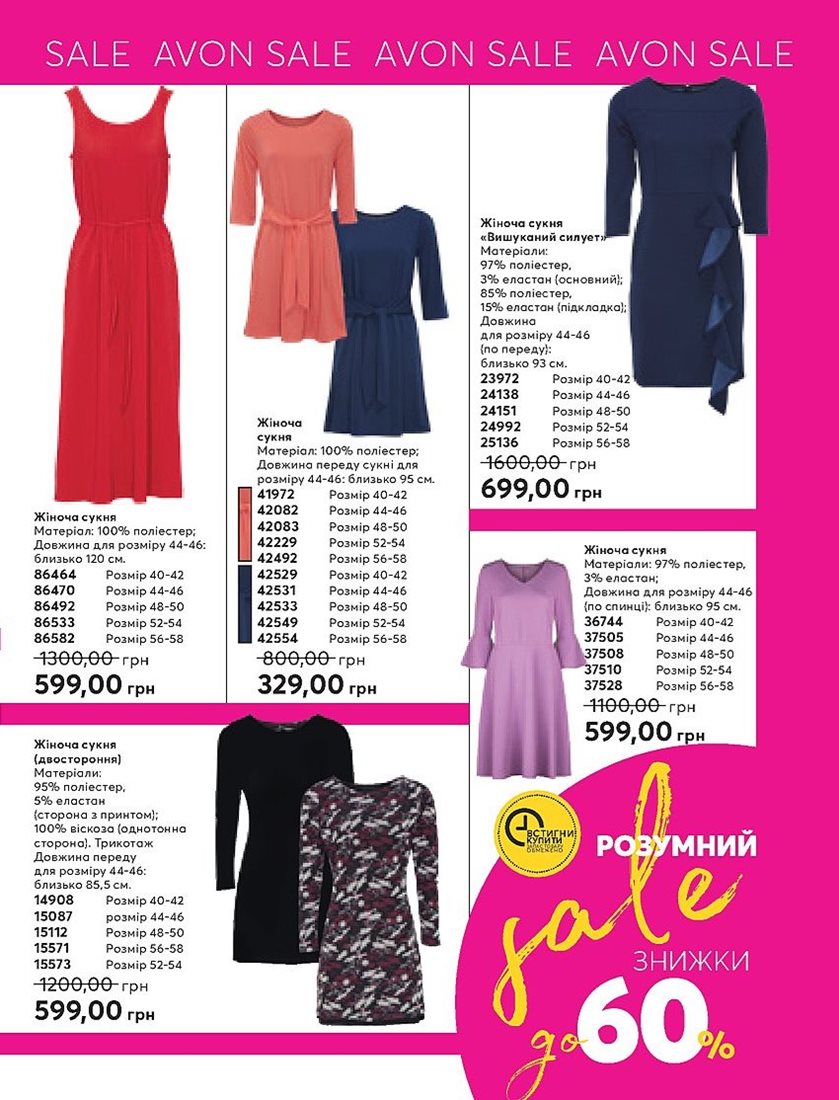 SALE AVON SALE AVON SALE AVON SALE
Жіноча сукня
Матеріал: 100% поліестер;
Довжина для розміру 44-46:
близько 120 см.
86464 Розмір 40-42
86470 Розмір 44-46
86492 Розмір 48-50
86533 Розмір 52-54
86582 Розмір 56-58
1300,00 грн
599,00 грн
Жіноча
сукня
Матеріал: 100% поліестер;
Довжина переду сукні для
розміру 44-46: близько 95 см.
41972 Розмір 40-42
42082 Розмір 44-46
42083 Розмір 48-50
42229 Розмір 52-54
42492 Розмір 56-58
42529 Розмір 40-42
42531 Розмір 44-46
42533 Розмір 48-50
42549 Розмір 52-54
42554 Розмір 56-58
800,00 грн
329,00 грн
Жіноча сукня
«Вишуканий силует»
Матеріали:
97% поліестер,
3% еластан (основний);
85% поліестер,
15% еластан (підкладка);
Довжина
для розміру 44-46
(по переду):
близько 93 см.
23972 Розмір 40-42
24138 Розмір 44-46
24151 Розмір 48-50
24992 Розмір 52-54
25136 Розмір 56-58
1600,00 грн
699,00 грн
Жіноча сукня
Матеріали: 97% поліестер,
3% еластан;
Довжина для розміру 44-46
(по спинці): близько 95 см.
36744 Розмір 40-42
37505 Розмір 44-46
37508 Розмір 48-50
37510 Розмір 52-54
37528 Розмір 56-58
1100,00 грн
599,00 грн
Жіноча сукня
(двостороння)
Матеріали:
95% поліестер,
5% еластан
(сторона з принтом);
100% віскоза (однотонна
сторона). Трикотаж
Довжина переду
для розміру 44-46:
близько 85,5 см.
14908 Розмір 40-42
15087 розмір 44-46
15112 Розмір 48-50
15571 Розмір 56-58
15573 Розмір 52-54
1200,00 грн
599,00 грн
ВСТИГНИ
КУПИТИ
ОБМЕЖЕНО
РОЗУМНИЙ
sale
ЗНИЖКИ
до 60%